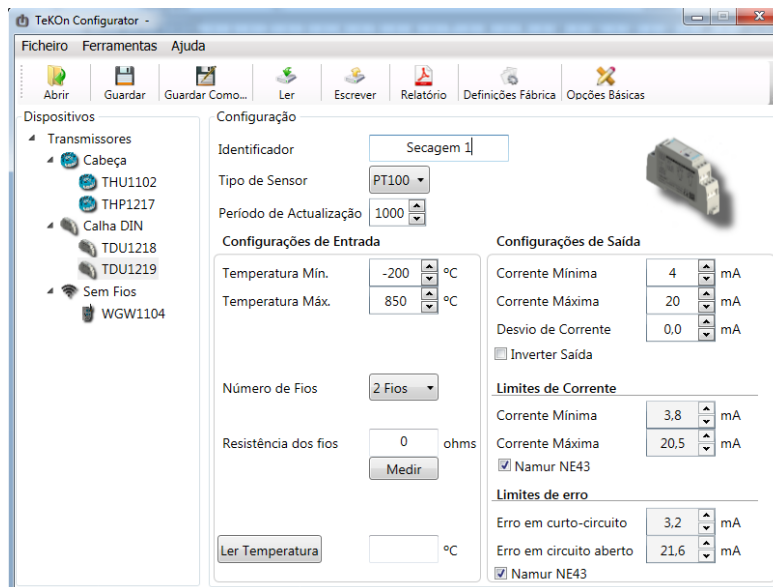 TeKOn Configurator -
Ficheiro Ferramentas Ajuda
Abrir Guardar Guardar Como... Ler Escrever Relatório Definições Fábrica Opções Básicas
Dispositivos
Transmissores
Cabeça
THU1102
THP1217
Calha DIN
TDU1218
TDU1219
Sem Fios
WGW1104
Configuração
Identificador Secagem 1
Tipo de Sensor PT100
Período de Actualização 1000
Configurações de Entrada
Temperatura Mín. -200 ºC
Temperatura Máx. 850 ºC
Número de Fios 2 Fios
Resistência dos fios 0 ohms
Medir
Ler Temperatura ºC
Configurações de Saída
Corrente Mínima 4 mA
Corrente Máxima 20 mA
Desvio de Corrente 0,0 mA
Inverter Saída
Limites de Corrente
Corrente Mínima 3,8 mA
Corrente Máxima 20,5 mA
Namur NE43
Limites de erro
Erro em curto-circuito 3,2 mA
Erro em circuito aberto 21,6 mA
Namur NE43